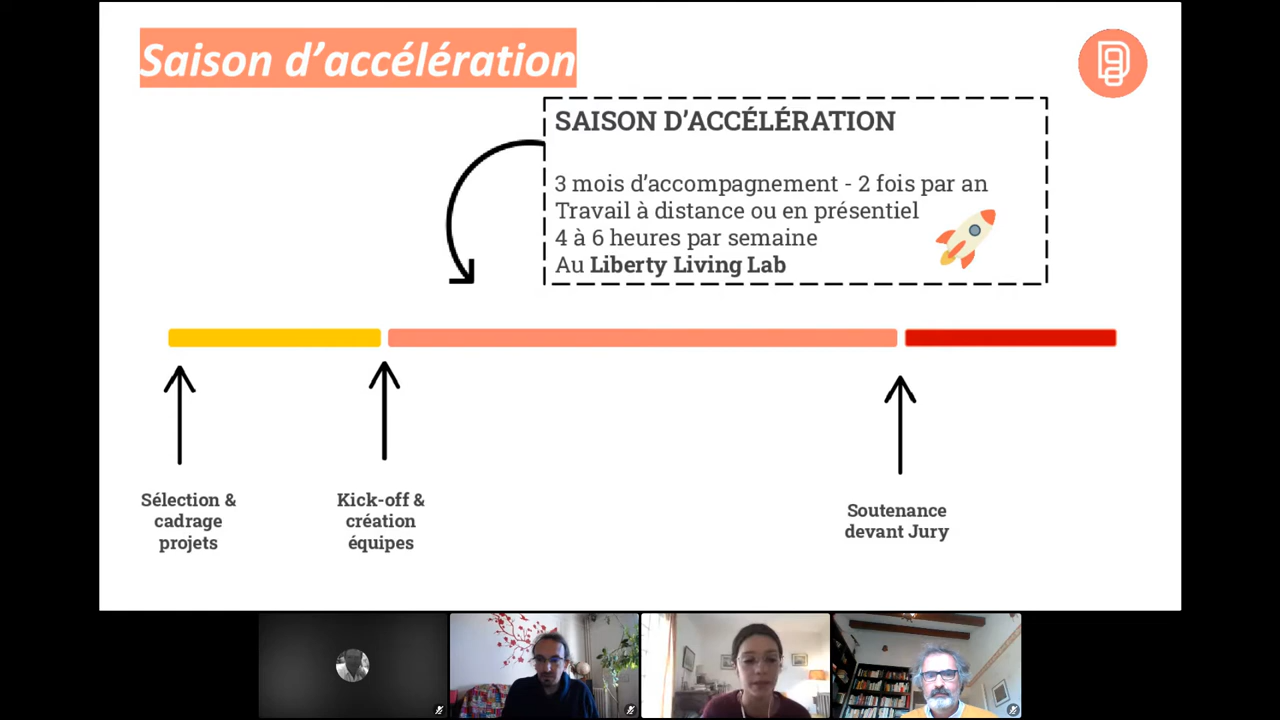 Saison d’accélération
SAISON D’ACCÉLÉRATION
3 mois d’accompagnement - 2 fois par an
Travail à distance ou en présentiel
4 à 6 heures par semaine
Au Liberty Living Lab
Sélection &
cadrage
projets
Kick-off &
création
équipes
Soutenance
devant Jury